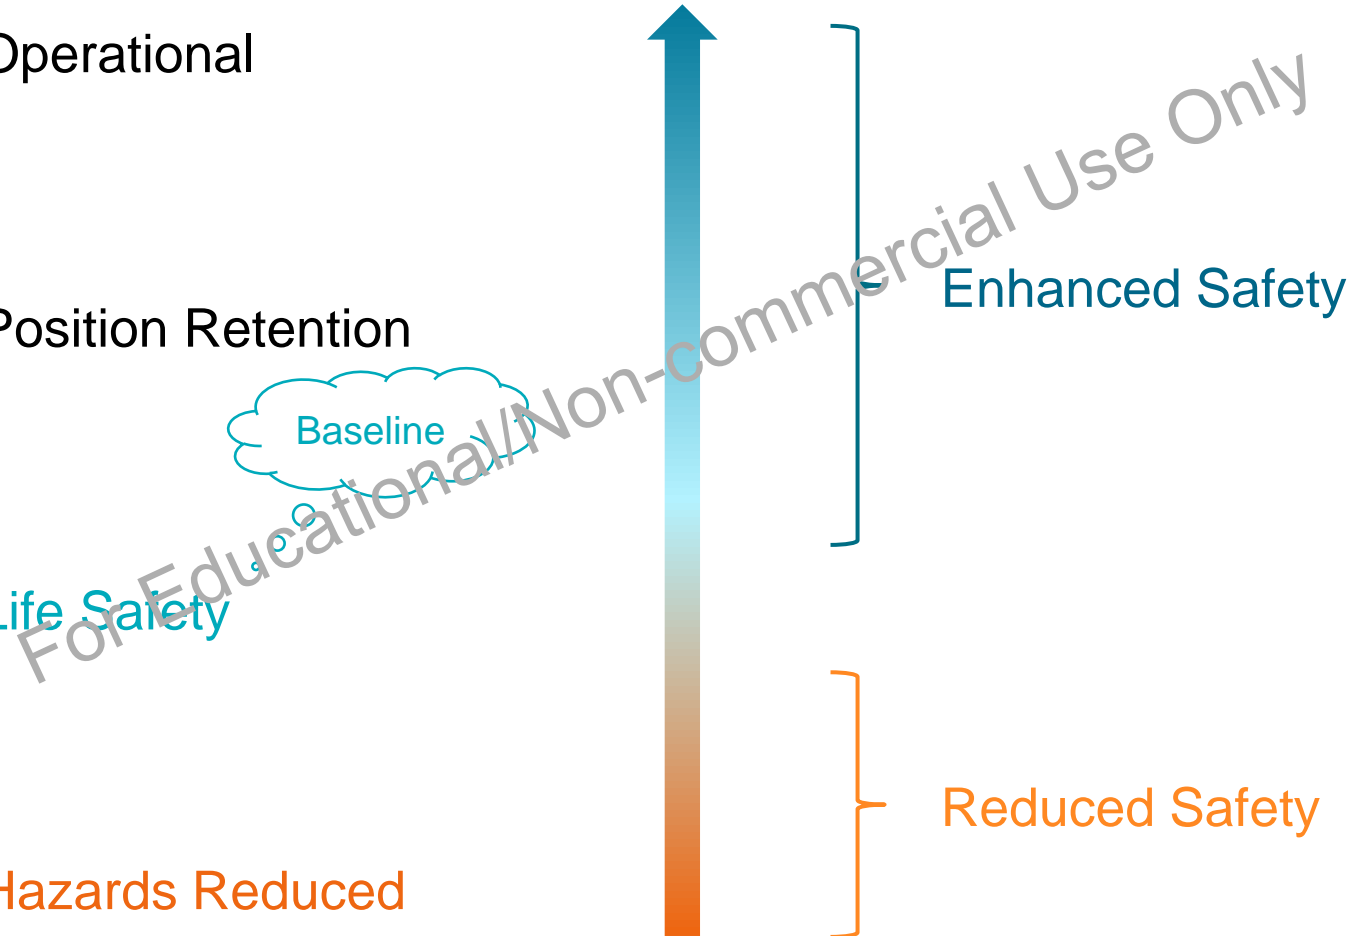 Operational
Enhanced Safety
Position Retention
Baseline
Life Safety
Reduced Safety
Hazards Reduced
For Educational/Non-commercial Use Only